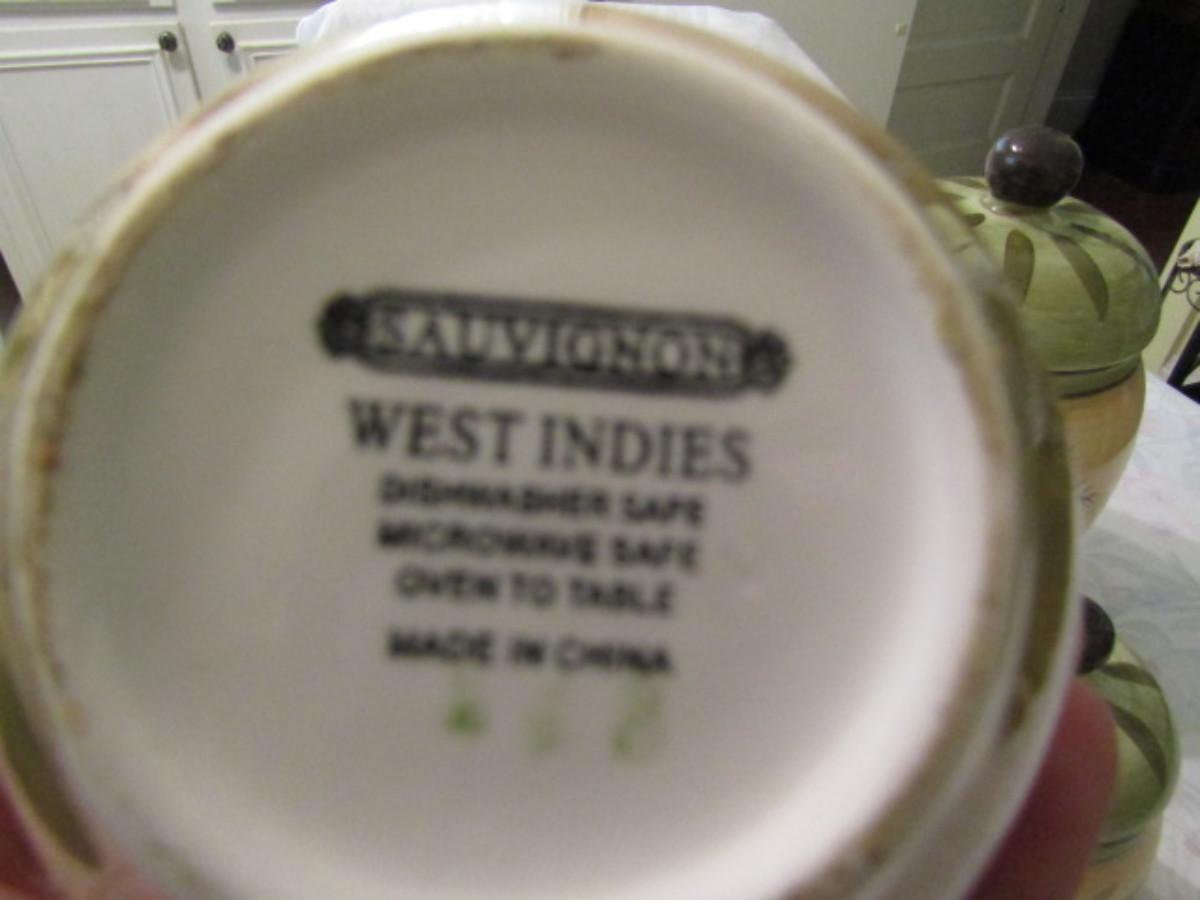 SAUVIGNON
WEST INDIES
DISHWASHER SAFE
MICROWAVE SAFE
OVEN TO TABLE
MADE IN CHINA